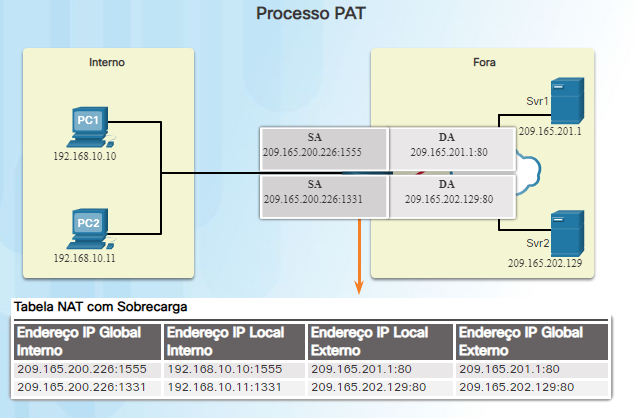 Processo PAT
Interno
Fora
PC1
192.168.10.10
PC2
192.168.10.11
SA
209.165.200.226:1555
DA
209.165.201.1:80
SA
209.165.200.226:1331
DA
209.165.202.129:80
Svr1
209.165.201.1
Svr2
209.165.202.129
Tabela NAT com Sobrecarga
Endereço IP Global Endereço IP Local Endereço IP Local Endereço IP Global
Interno Interno Externo Externo
209.165.200.226:1555 192.168.10.10:1555 209.165.201.1:80 209.165.201.1:80
209.165.200.226:1331 192.168.10.11:1331 209.165.202.129:80 209.165.202.129:80